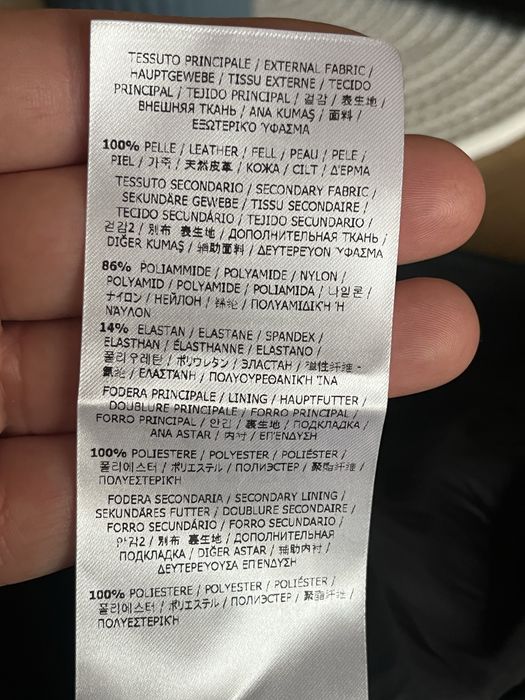 TESSUTO PRINCIPALE / EXTERNAL FABRIC /
HAUPTGEWEBE / TISSU EXTERNE / TECIDO
PRINCIPAL / TEJIDO PRINCIPAL / 겉감 / 表生地 /
ВНЕШНЯЯ ТКАНЬ / ANA KUMAŞ / 面料 /
ΕΞΩΤΕΡΙΚΌ ΎΦΑΣΜΑ
100% PELLE / LEATHER / FELL / PEAU / PELE /
PIEL / 가죽 / 天然皮革 / КОЖА / CILT / ΔΈΡΜΑ
TESSUTO SECONDARIO / SECONDARY FABRIC /
SEKUNDÄRE GEWEBE / TISSU SECONDAIRE /
TECIDO SECUNDÁRIO / TEJIDO SECUNDARIO /
겉감2 / 別布 表生地 / ДОПОЛНИТЕЛЬНАЯ ТКАНЬ /
DIĞER KUMAŞ / 辅助面料 / ΔΕΥΤΕΡΕΎΟΝ ΎΦΑΣΜΑ
86% POLIAMMIDE / POLYAMIDE / NYLON /
POLYAMID / POLYAMIDE / POLIAMIDA / 나일론 /
ナイロン / НЕЙЛОН / 锦纶 / ΠΟΛΥΑΜΙΔΙΚΉ Ή
ΝΆΥΛΟΝ
14% ELASTAN / ELASTANE / SPANDEX /
ELASTHAN / ÉLASTHANNE / ELASTANO /
폴리우레탄 / ポリウレタン / ЭЛАСТАН / 弹性纤维 -
氨纶 / ΕΛΑΣΤΆΝΗ / ΠΟΛΥΟΥΡΕΘΑΝΙΚΉ ΊΝΑ
FODERA PRINCIPALE / LINING / HAUPTFUTTER /
DOUBLURE PRINCIPALE / FORRO PRINCIPAL /
FORRO PRINCIPAL / 안감 / 裏生地 / ПОДКЛАДКА /
ANA ASTAR / 内衬 / ΕΠΈΝΔΥΣΗ
100% POLIESTERE / POLYESTER / POLIÉSTER /
폴리에스터 / ポリエステル / ПОЛИЭСТЕР / 聚酯纤维 /
ΠΟΛΥΕΣΤΕΡΙΚΉ
FODERA SECONDARIA / SECONDARY LINING /
SEKUNDÄRES FUTTER / DOUBLURE SECONDAIRE /
FORRO SECUNDÁRIO / FORRO SECUNDARIO /
안감2 / 別布 裏生地 / ДОПОЛНИТЕЛЬНАЯ
ПОДКЛАДКА / DIĞER ASTAR / 辅助内衬 /
ΔΕΥΤΕΡΕΎΟΥΣΑ ΕΠΈΝΔΥΣΗ
100% POLIESTERE / POLYESTER / POLIÉSTER /
폴리에스터 / ポリエステル / ПОЛИЭСТЕР / 聚酯纤维 /
ΠΟΛΥΕΣΤΕΡΙΚΉ